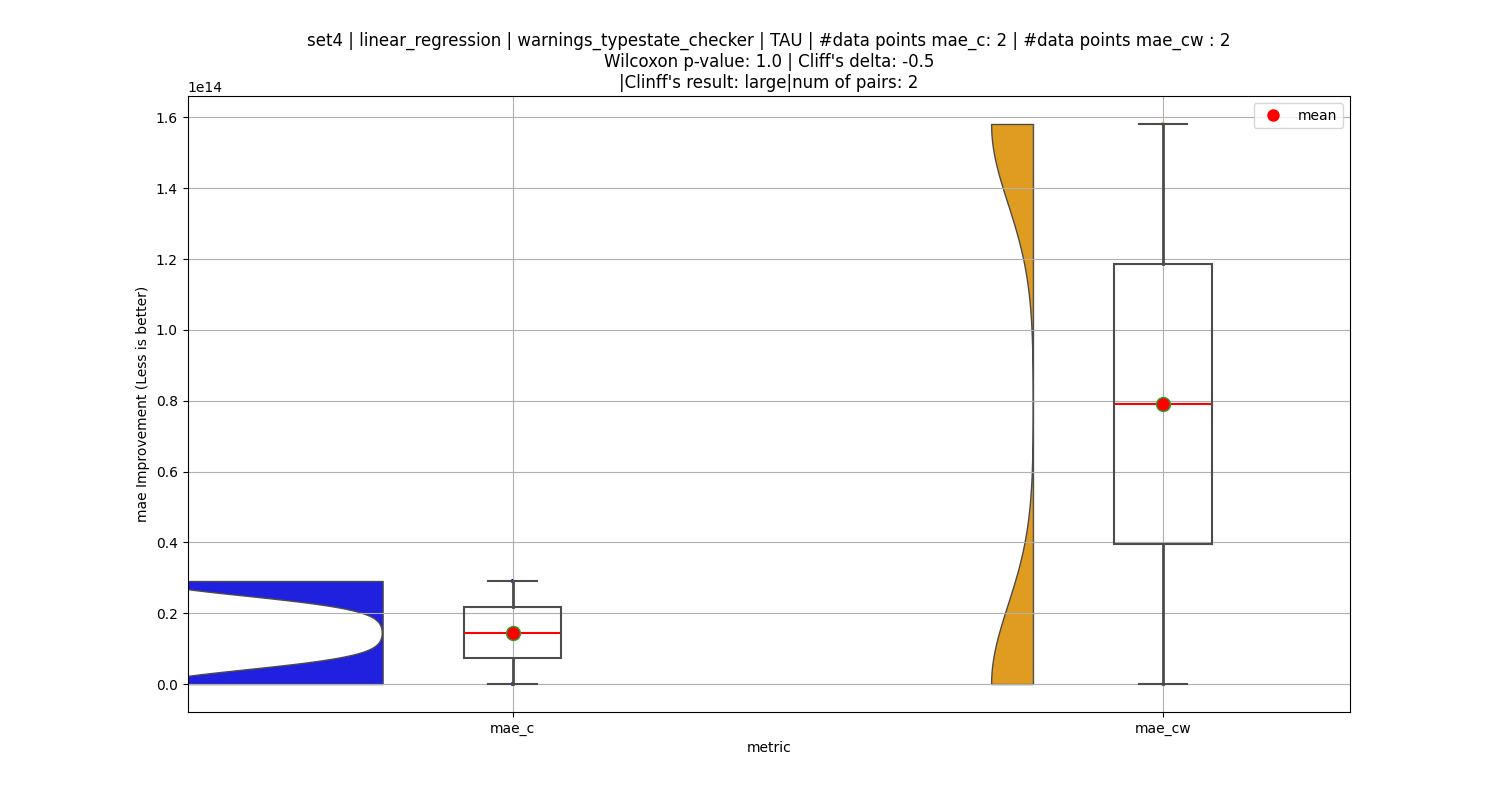 set4 | linear_regression | warnings_typestate_checker | TAU | #data points mae_c: 2 | #data points mae_cw : 2
Wilcoxon p-value: 1.0 | Cliff's delta: -0.5
|Clinff's result: large|num of pairs: 2
1e14
mean
1.6
1.4
1.2
1.0
0.8
0.6
0.4
0.2
0.0
mae Improvement (Less is better)
mae_c
mae_cw
metric